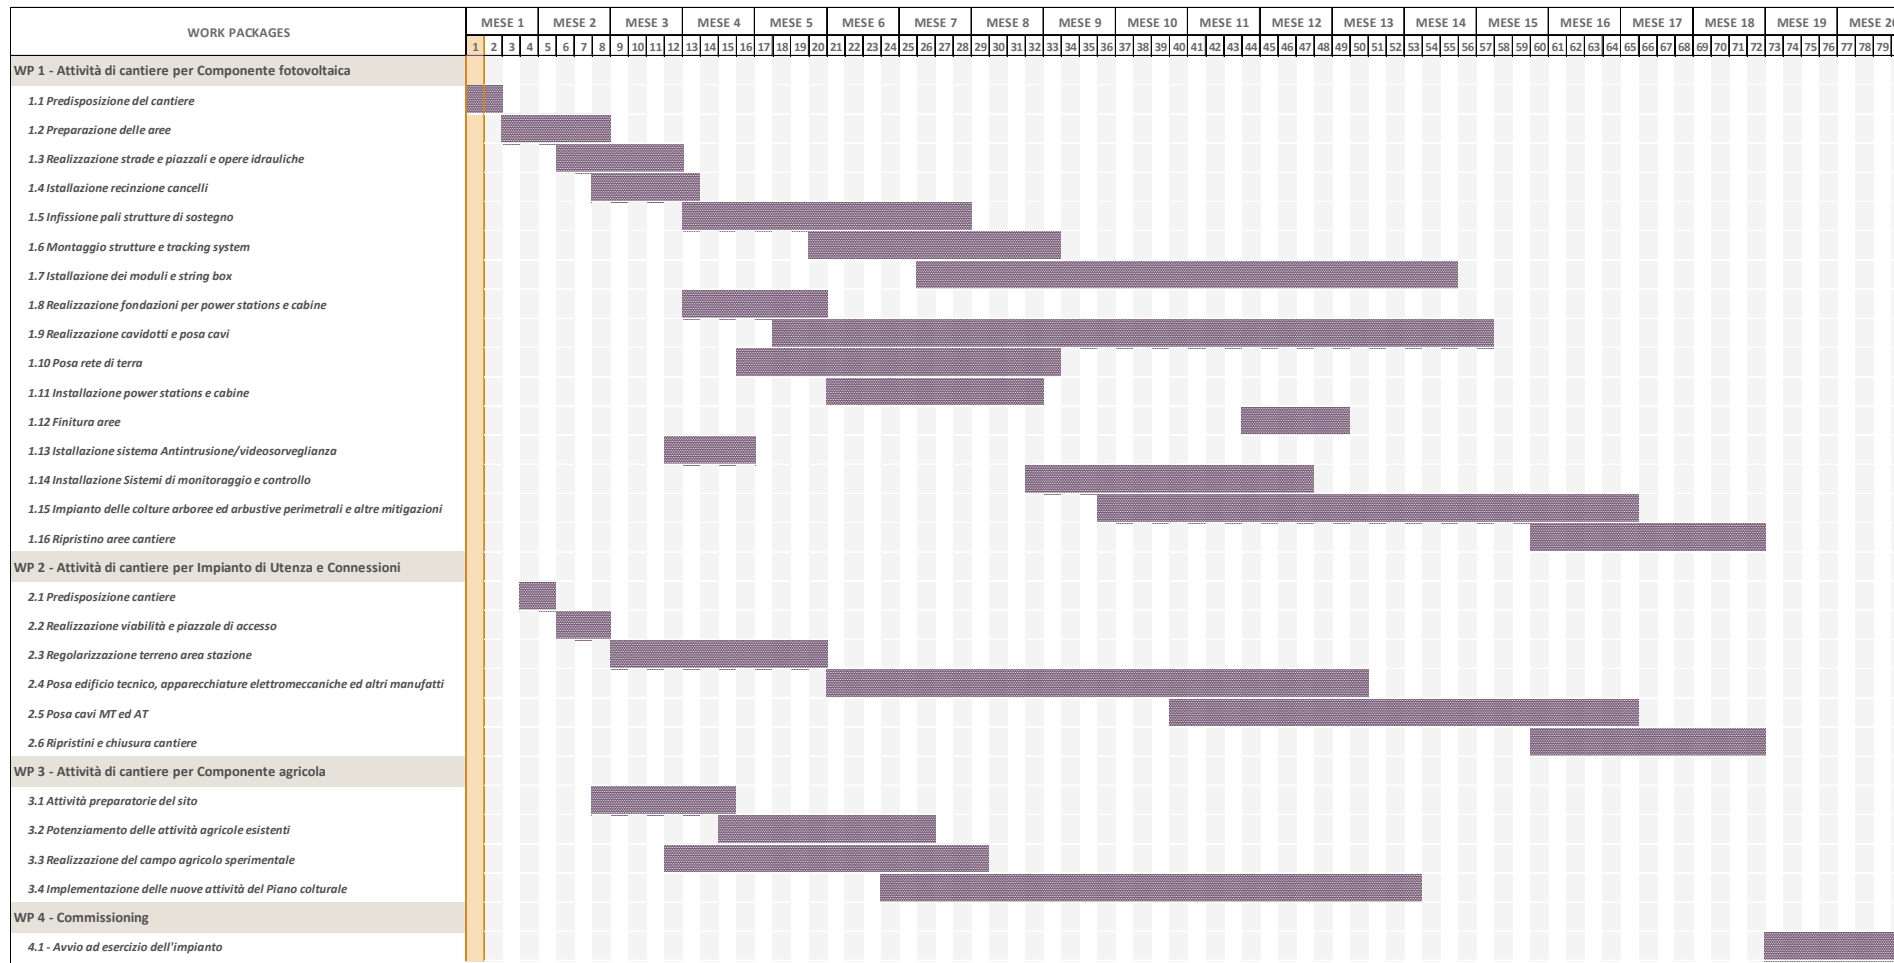 WORK PACKAGES
MESE 1 MESE 2 MESE 3 MESE 4 MESE 5 MESE 6 MESE 7 MESE 8 MESE 9 MESE 10 MESE 11 MESE 12 MESE 13 MESE 14 MESE 15 MESE 16 MESE 17 MESE 18 MESE 19 MESE 20
1 2 3 4 5 6 7 8 9 10 11 12 13 14 15 16 17 18 19 20 21 22 23 24 25 26 27 28 29 30 31 32 33 34 35 36 37 38 39 40 41 42 43 44 45 46 47 48 49 50 51 52 53 54 55 56 57 58 59 60 61 62 63 64 65 66 67 68 69 70 71 72 73 74 75 76 77 78 79
WP 1 - Attività di cantiere per Componente fotovoltaica
1.1 Predisposizione del cantiere
1.2 Preparazione delle aree
1.3 Realizzazione strade e piazzali e opere idrauliche
1.4 Istallazione recinzione cancelli
1.5 Infissione pali strutture di sostegno
1.6 Montaggio strutture e tracking system
1.7 Istallazione dei moduli e string box
1.8 Realizzazione fondazioni per power stations e cabine
1.9 Realizzazione cavidotti e posa cavi
1.10 Posa rete di terra
1.11 Installazione power stations e cabine
1.12 Finitura aree
1.13 Istallazione sistema Antintrusione/videosorveglianza
1.14 Installazione Sistemi di monitoraggio e controllo
1.15 Impianto delle colture arboree ed arbustive perimetrali e altre mitigazioni
1.16 Ripristino aree cantiere
WP 2 - Attività di cantiere per Impianto di Utenza e Connessioni
2.1 Predisposizione cantiere
2.2 Realizzazione viabilità e piazzale di accesso
2.3 Regolarizzazione terreno area stazione
2.4 Posa edificio tecnico, apparecchiature elettromeccaniche ed altri manufatti
2.5 Posa cavi MT ed AT
2.6 Ripristini e chiusura cantiere
WP 3 - Attività di cantiere per Componente agricola
3.1 Attività preparatorie del sito
3.2 Potenziamento delle attività agricole esistenti
3.3 Realizzazione del campo agricolo sperimentale
3.4 Implementazione delle nuove attività del Piano colturale
WP 4 - Commissioning
4.1 - Avvio ad esercizio dell'impianto